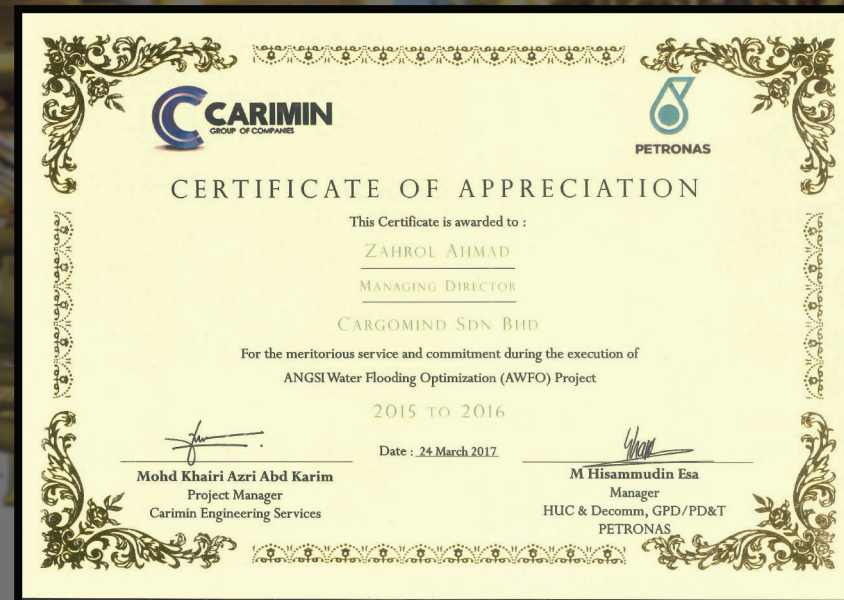 CARIMIN
GROUP OF COMPANIES
PETRONAS
CERTIFICATE OF APPRECIATION
This Certificate is awarded to :
ZAHROL AHMAD
MANAGING DIRECTOR
CARGOMIND SDN BHD
For the meritorious service and commitment during the execution of
ANGSI Water Flooding Optimization (AWFO) Project
2015 TO 2016
Date : 24 March 2017
Mohd Khairi Azri Abd Karim
Project Manager
Carimin Engineering Services
M Hisammudin Esa
Manager
HUC & Decomm, GPD/PD&T
PETRONAS